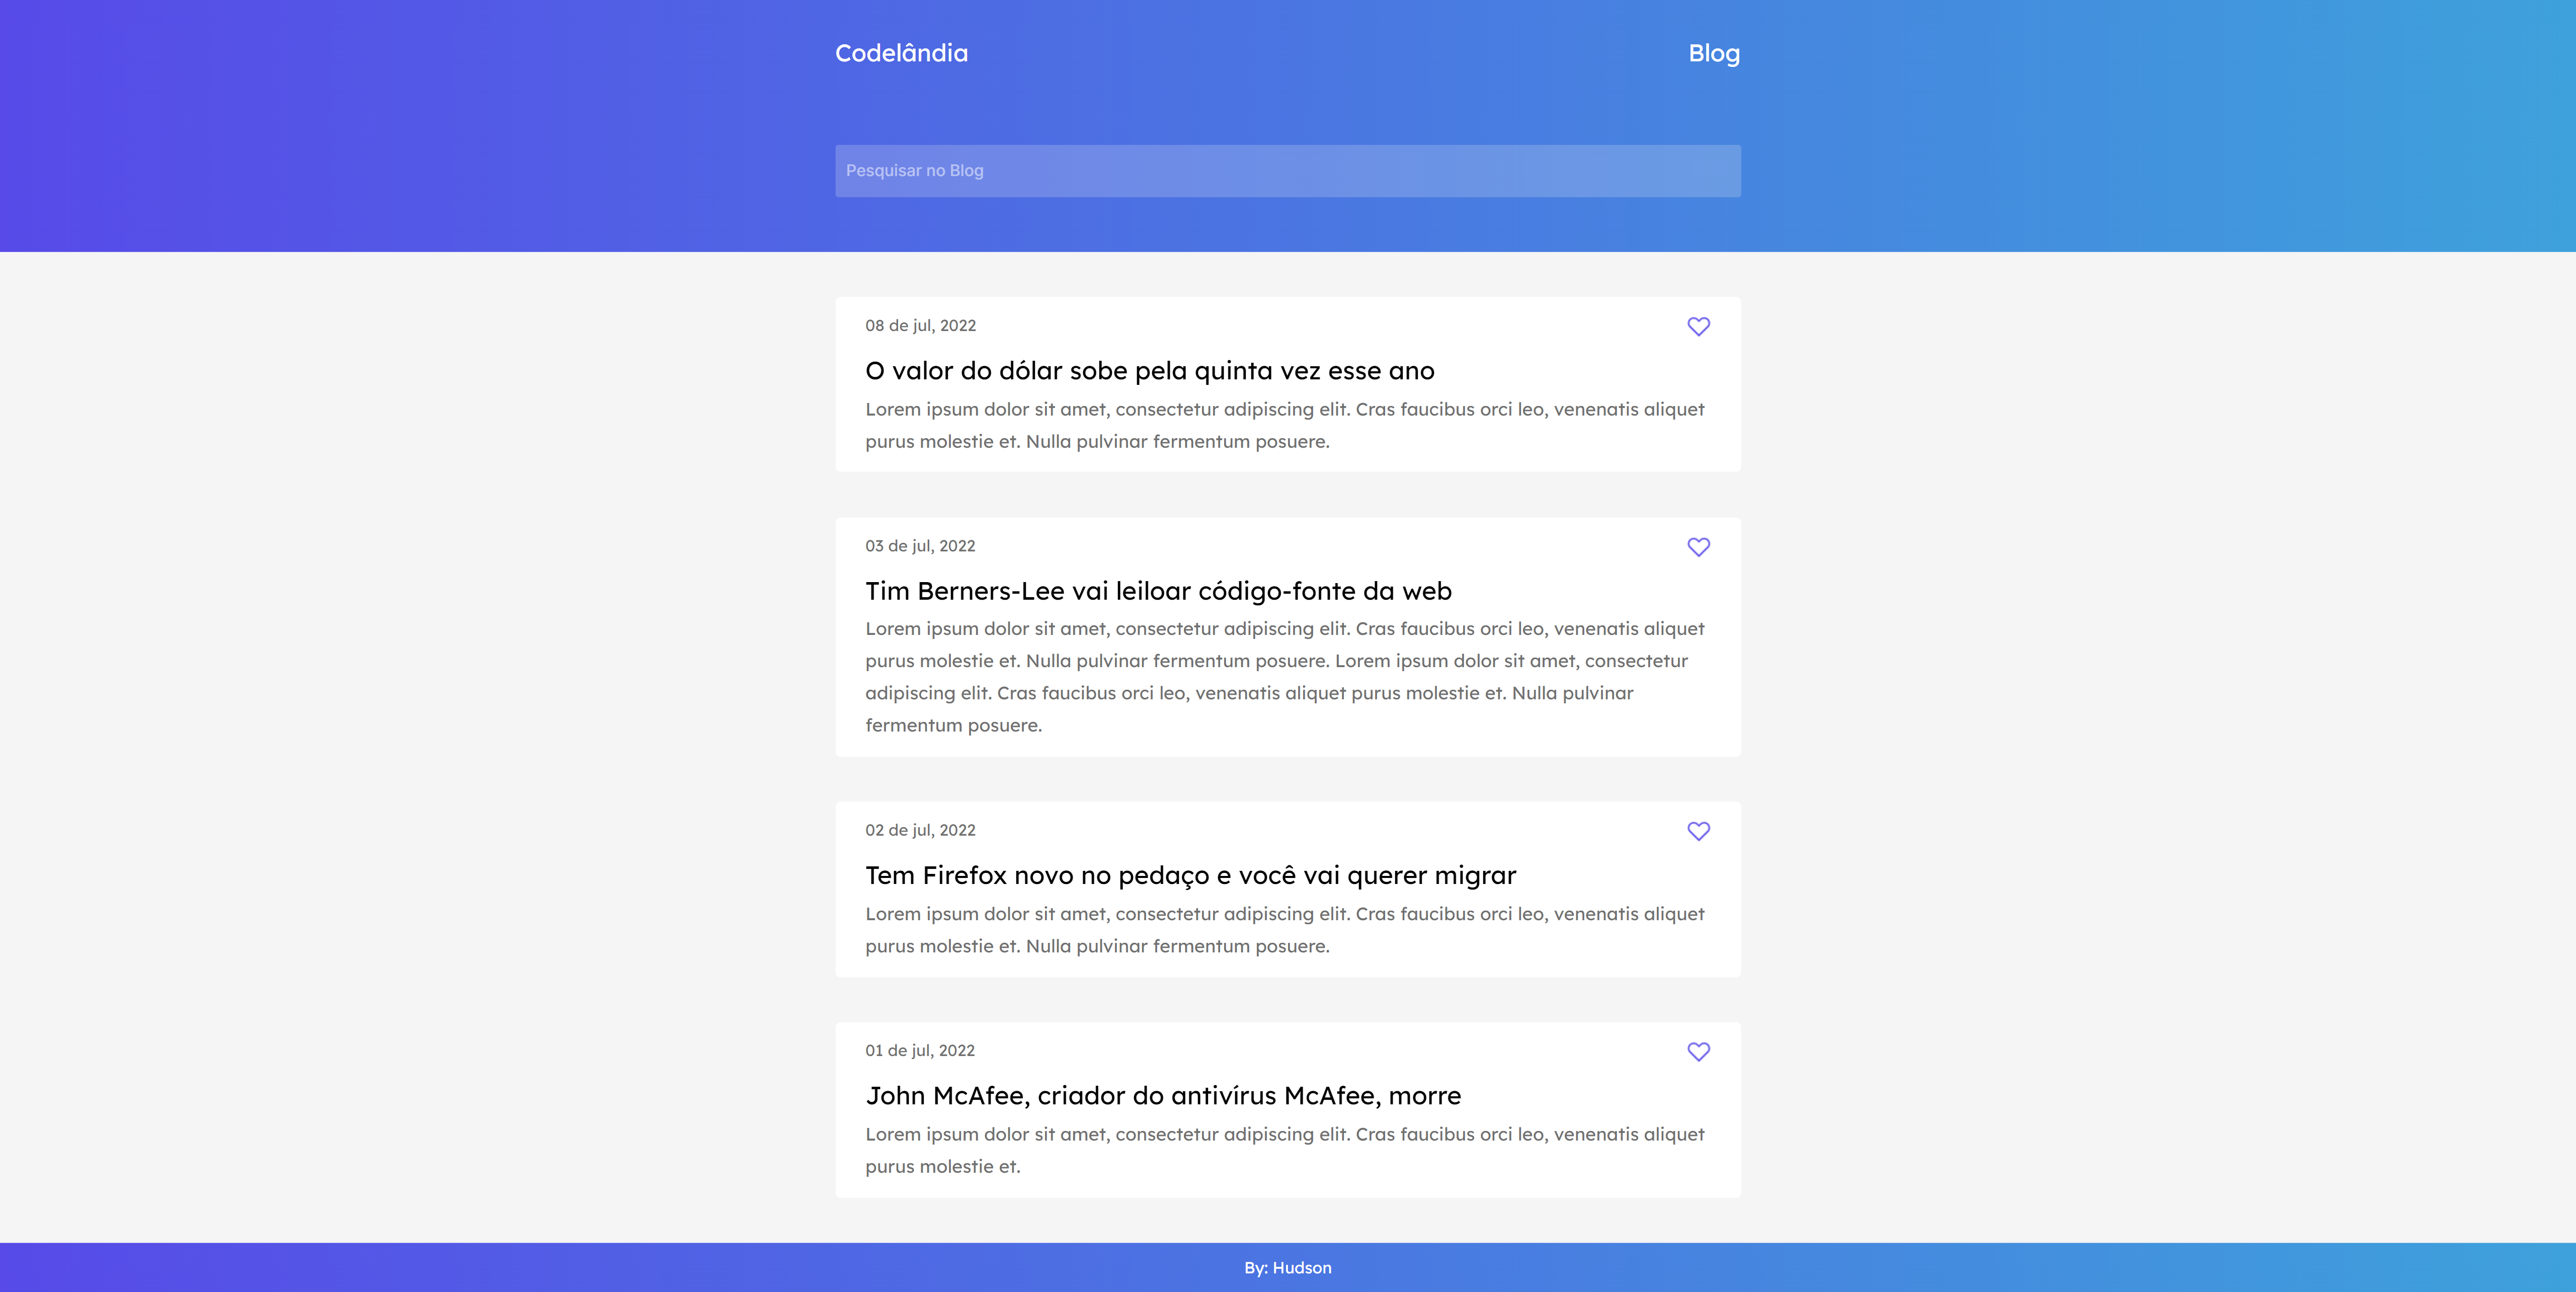 Codelândia
Blog
Pesquisar no Blog
08 de jul, 2022
O valor do dólar sobe pela quinta vez esse ano
Lorem ipsum dolor sit amet, consectetur adipiscing elit. Cras faucibus orci leo, venenatis aliquet
purus molestie et. Nulla pulvinar fermentum posuere.
03 de jul, 2022
Tim Berners-Lee vai leiloar código-fonte da web
Lorem ipsum dolor sit amet, consectetur adipiscing elit. Cras faucibus orci leo, venenatis aliquet
purus molestie et. Nulla pulvinar fermentum posuere. Lorem ipsum dolor sit amet, consectetur
adipiscing elit. Cras faucibus orci leo, venenatis aliquet purus molestie et. Nulla pulvinar
fermentum posuere.
02 de jul, 2022
Tem Firefox novo no pedaço e você vai querer migrar
Lorem ipsum dolor sit amet, consectetur adipiscing elit. Cras faucibus orci leo, venenatis aliquet
purus molestie et. Nulla pulvinar fermentum posuere.
01 de jul, 2022
John McAfee, criador do antivírus McAfee, morre
Lorem ipsum dolor sit amet, consectetur adipiscing elit. Cras faucibus orci leo, venenatis aliquet
purus molestie et.
By: Hudson